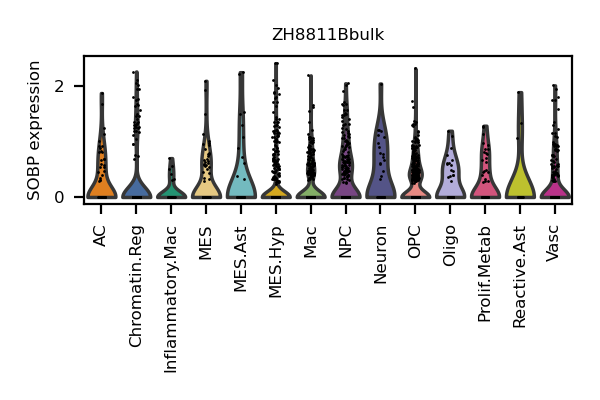 ZH8811Bbulk
SOBP expression
2
0
AC
Chromatin.Reg
Inflammatory.Mac
MES
MES.Ast
MES.Hyp
Mac
NPC
Neuron
OPC
Oligo
Prolif.Metab
Reactive.Ast
Vasc